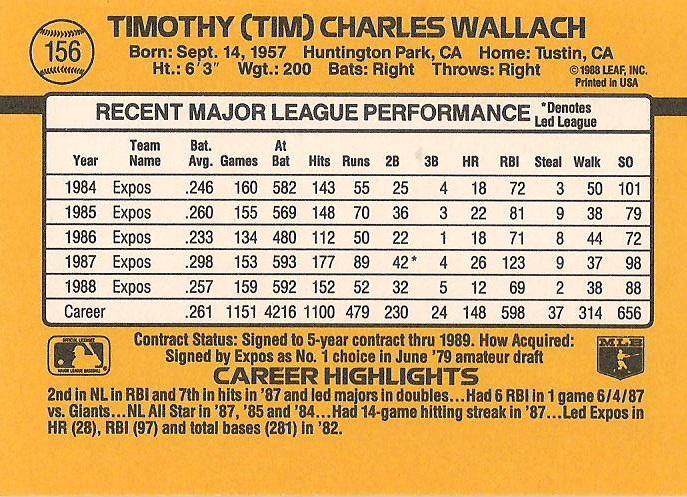 156
TIMOTHY (TIM) CHARLES WALLACH
Born: Sept. 14, 1957 Huntington Park, CA Home: Tustin, CA
Ht.: 6'3" Wgt.: 200 Bats: Right Throws: Right
©1988 LEAF, INC.
Printed in USA
RECENT MAJOR LEAGUE PERFORMANCE *Denotes Led League
Year Team Name Bat. Avg. Games At Bat Hits Runs 2B 3B HR RBI Steal Walk SO
1984 Expos .246 160 582 143 55 25 4 18 72 3 50 101
1985 Expos .260 155 569 148 70 36 3 22 81 9 38 79
1986 Expos .233 134 480 112 50 22 1 18 71 8 44 72
1987 Expos .298 153 593 177 89 42* 4 26 123 9 37 98
1988 Expos .257 159 592 152 52 32 5 12 69 2 38 88
Career .261 1151 4216 1100 479 230 24 148 598 37 314 656
Contract Status: Signed to 5-year contract thru 1989. How Acquired:
Signed by Expos as No. 1 choice in June '79 amateur draft
MLB
CAREER HIGHLIGHTS
2nd in NL in RBI and 7th in hits in '87 and led majors in doubles...Had 6 RBI in 1 game 6/4/87
vs. Giants...NL All Star in '87, '85 and '84...Had 14-game hitting streak in '87...Led Expos in
HR (28), RBI (97) and total bases (281) in '82.